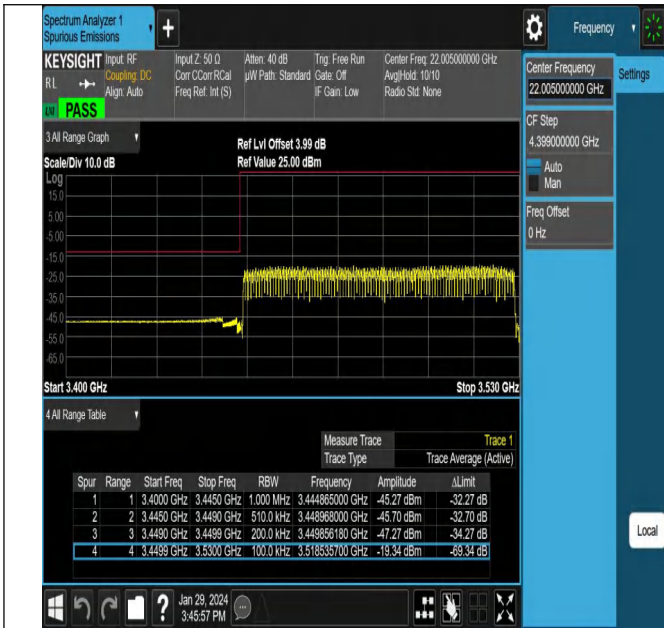 Spectrum Analyzer 1
Spurious Emissions
Frequency
KEYSIGHT Input: RF Input Z: 50 Ω Atten: 40 dB Trig: Free Run Center Freq: 22.005000000 GHz
RL Coupling: DC Corr CCorr RCal µW Path: Standard Gate: Off Avg|Hold: 10/10
Align: Auto Freq Ref: Int (S) IF Gain: Low Radio Std: None
PASS
Center Frequency
22.005000000 GHz
Settings
CF Step
4.399000000 GHz
Auto
Man
Freq Offset
0 Hz
Local
3 All Range Graph
Ref Lvl Offset 3.99 dB
Scale/Div 10.0 dB Ref Value 25.00 dBm
Log
15.0
5.00
-5.00
-15.0
-25.0
-35.0
-45.0
-55.0
-65.0
Start 3.400 GHz Stop 3.530 GHz
4 All Range Table
Measure Trace Trace 1
Trace Type Trace Average (Active)
Spur Range Start Freq Stop Freq RBW Frequency Amplitude ΔLimit
1 1 3.4000 GHz 3.4450 GHz 1.000 MHz 3.444865000 GHz -45.27 dBm -32.27 dB
2 2 3.4450 GHz 3.4490 GHz 510.0 kHz 3.448968000 GHz -45.70 dBm -32.70 dB
3 3 3.4490 GHz 3.4499 GHz 200.0 kHz 3.449856180 GHz -47.27 dBm -34.27 dB
4 4 3.4499 GHz 3.5300 GHz 100.0 kHz 3.518535700 GHz -19.34 dBm -69.34 dB
Jan 29, 2024
3:45:57 PM